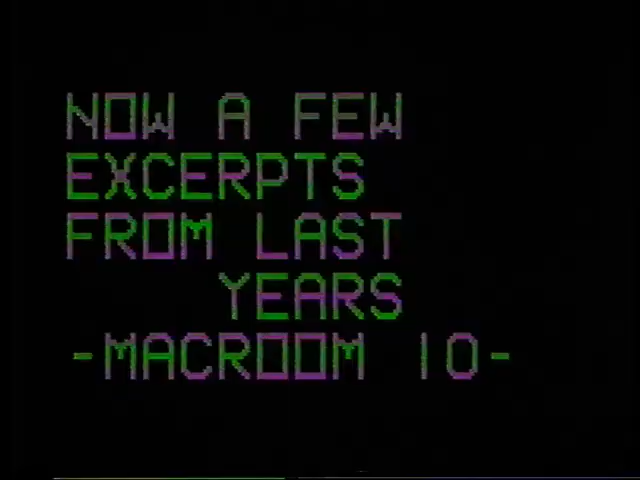 NOW A FEW
EXCERPTS
FROM LAST
YEARS
-MACROOM 10-